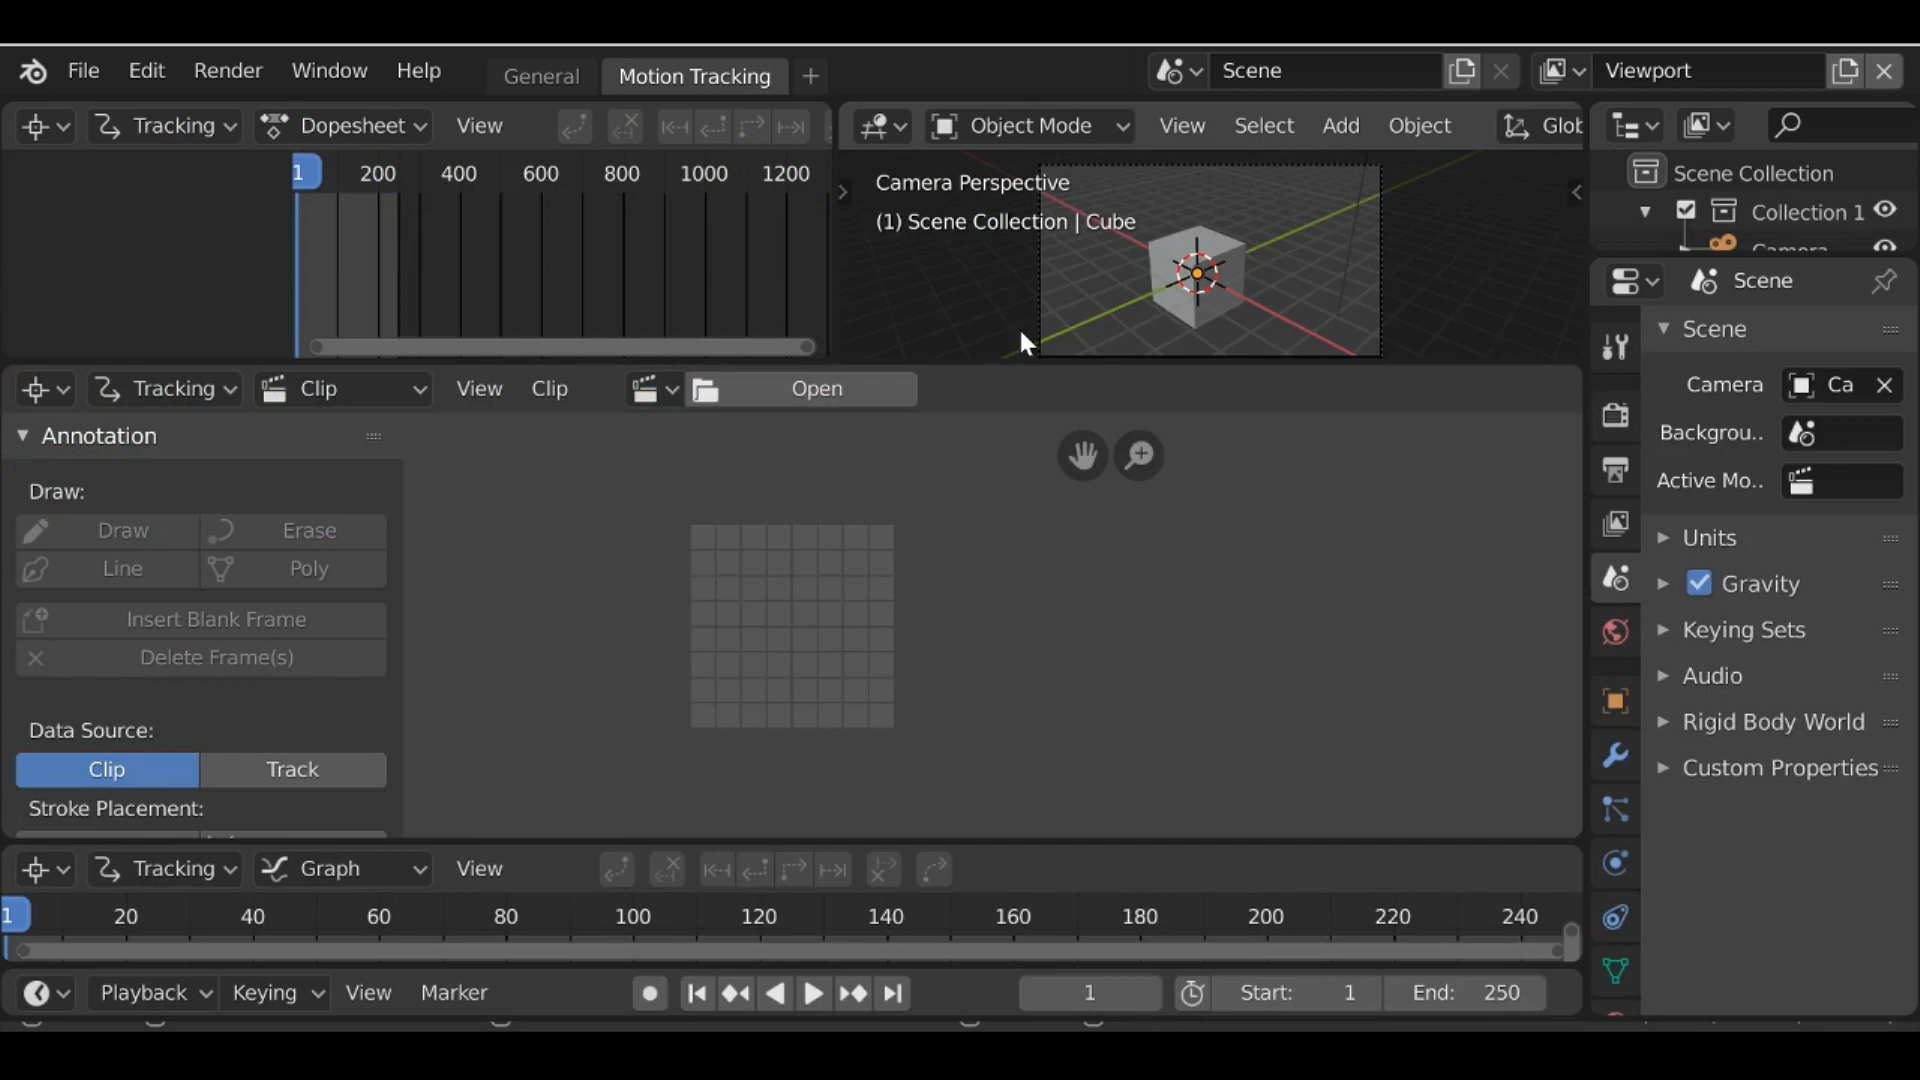 File Edit Render Window Help General Motion Tracking + Scene Viewport
Tracking Dopesheet View Object Mode View Select Add Object Glob
1 200 400 600 800 1000 1200
Camera Perspective
(1) Scene Collection | Cube
Scene Collection
Collection 1
Camera
Scene
Scene
Camera Ca
Backgrou..
Active Mo..
Units
Gravity
Keying Sets
Audio
Rigid Body World
Custom Properties
Tracking Clip View Clip Open
Annotation
Draw:
Draw Erase
Line Poly
Insert Blank Frame
Delete Frame(s)
Data Source:
Clip Track
Stroke Placement:
Tracking Graph View
1 20 40 60 80 100 120 140 160 180 200 220 240
Playback Keying View Marker 1 Start: 1 End: 250